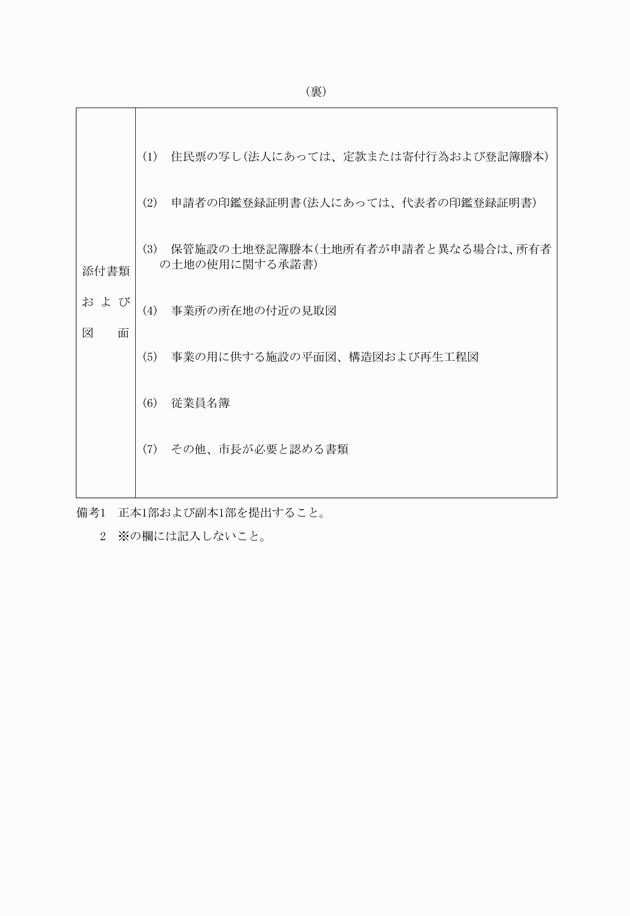 (裏)
添付書類
および
図面
(1)　住民票の写し(法人にあっては、定款または寄付行為および登記簿謄本)
(2)　申請者の印鑑登録証明書(法人にあっては、代表者の印鑑登録証明書)
(3)　保管施設の土地登記簿謄本(土地所有者が申請者と異なる場合は、所有者
の土地の使用に関する承諾書)
(4)　事業所の所在地の付近の見取図
(5)　事業の用に供する施設の平面図、構造図および再生工程図
(6)　従業員名簿
(7)　その他、市長が必要と認める書類
備考1　正本1部および副本1部を提出すること。
2　※の欄には記入しないこと。